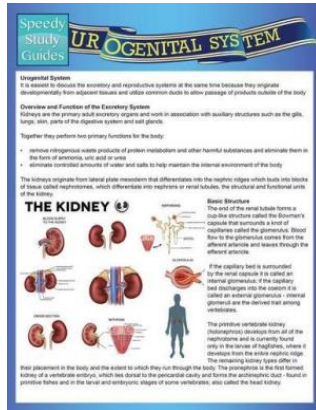 Speedy
Study
Guides
UROGENITAL SYSTEM
Urogenital System
It is easiest to discuss the excretory and reproductive systems at the same time because they originate
developmentally from adjacent tissues and utilize common ducts to allow passage of products outside of the body
Overview and Function of the Excretory System
Kidneys are the primary adult excretory organs and work in association with auxiliary structures such as the gills,
lungs, skin, parts of the digestive system and salt glands.
Together they perform two primary functions for the body:
• remove nitrogenous waste products of protein metabolism and other harmful substances and eliminate them in
the form of ammonia, uric acid or urea
• eliminate controlled amounts of water and salts to help maintain the internal environment of the body
The kidneys originate from lateral plate mesoderm that differentiates into the nephric ridges which buds into blocks
of tissue called nephrotomes, which differentiate into nephrons or renal tubules, the structural and functional units
of the kidney.
THE KIDNEY
BLOOD SUPPLY
TO THE KIDNEY
NEPHRONS
GLOMERULUS
CROSS SECTION
NEPHRONS
Basic Structure
The end of the renal tubule forms a
cup-like structure called the Bowman's
capsule that surrounds a knot of
capillaries called the glomerulus. Blood
flow to the glomerulus comes from the
afferent arteriole and leaves through the
efferent arteriole.
If the capillary bed is surrounded
by the renal capsule it is called an
internal glomerulus; if the capillary
bed discharges into the coelom it is
called an external glomerulus - internal
glomeruli are the derived trait among
vertebrates.
The primitive vertebrate kidney
(holonephros) develops from all of the
nephrotome and is currently found
only in the larvae of hagfishes, where it
develops from the entire nephric ridge.
The remaining kidney types differ in
their placement in the body and the extent to which they run through the body. The pronephros is the first formed
kidney of a vertebrate embryo, which lies dorsal to the pericardial cavity and forms the archinephric duct - found in
primitive fishes and in the larval and embryonic stages of some vertebrates, also called the head kidney.